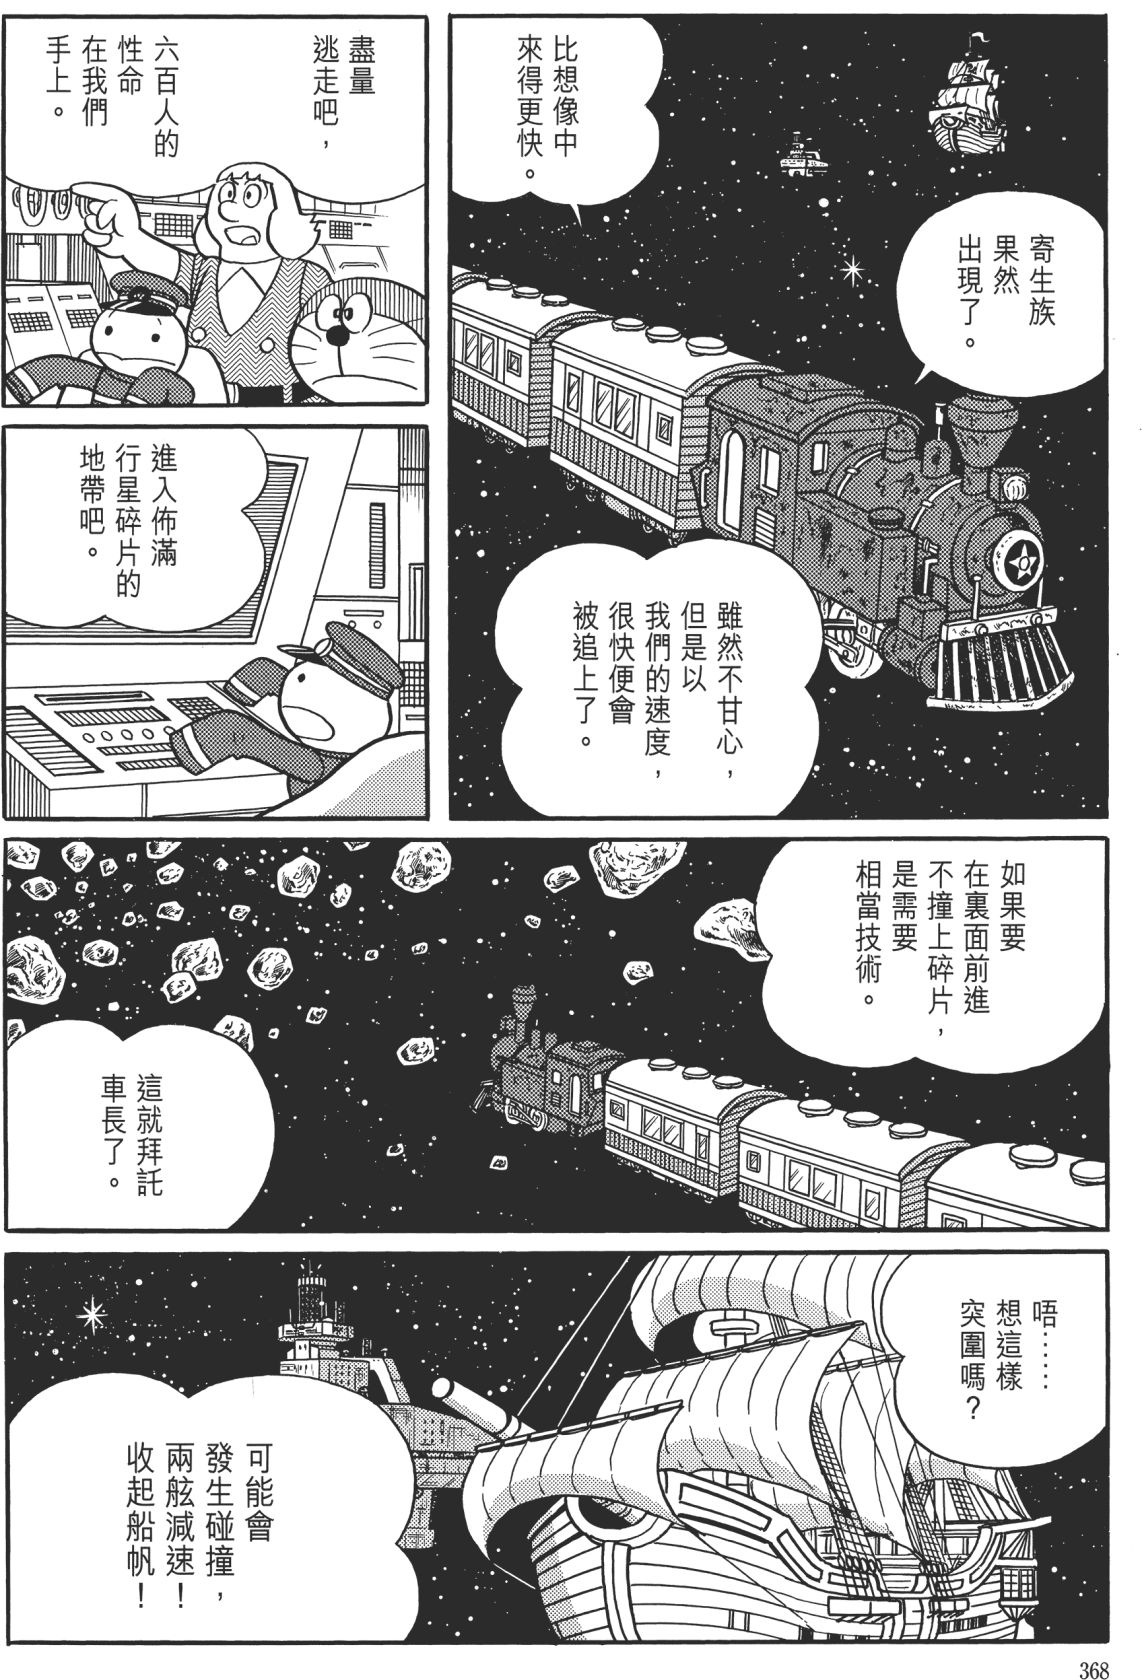 寄生族
果然
出現了。
比想像中
來得更快。
雖然不甘心，
但是以
我們的速度，
很快便會
被追上了。
盡量
逃走吧，
六百人的
性命
在我們
手上。
進入佈滿
行星碎片的
地帶吧。
如果要
在裏面前進
不撞上碎片，
是需要
相當技術。
這就拜託
車長了。
唔……
想這樣
突圍嗎？
可能會
發生碰撞，
兩舷減速！
收起船帆！
368